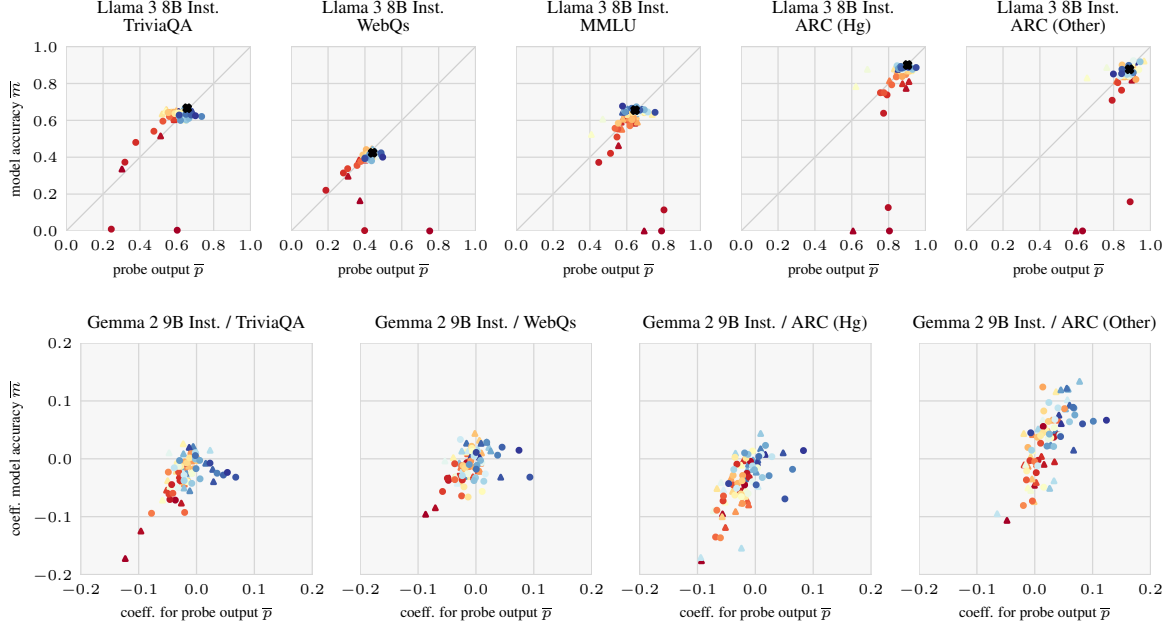 Llama 3 8B Inst.
TriviaQA
Llama 3 8B Inst.
WebQs
Llama 3 8B Inst.
MMLU
Llama 3 8B Inst.
ARC (Hg)
Llama 3 8B Inst.
ARC (Other)
model accuracy m̅
1.0
0.8
0.6
0.4
0.2
0.0
0.0 0.2 0.4 0.6 0.8 1.0
0.0 0.2 0.4 0.6 0.8 1.0
0.0 0.2 0.4 0.6 0.8 1.0
0.0 0.2 0.4 0.6 0.8 1.0
0.0 0.2 0.4 0.6 0.8 1.0
probe output p̅
probe output p̅
probe output p̅
probe output p̅
probe output p̅
Gemma 2 9B Inst. / TriviaQA
Gemma 2 9B Inst. / WebQs
Gemma 2 9B Inst. / ARC (Hg)
Gemma 2 9B Inst. / ARC (Other)
coeff. model accuracy m̅
0.2
0.1
0.0
−0.1
−0.2
−0.2 −0.1 0.0 0.1 0.2
−0.2 −0.1 0.0 0.1 0.2
−0.2 −0.1 0.0 0.1 0.2
−0.2 −0.1 0.0 0.1 0.2
coeff. for probe output p̅
coeff. for probe output p̅
coeff. for probe output p̅
coeff. for probe output p̅